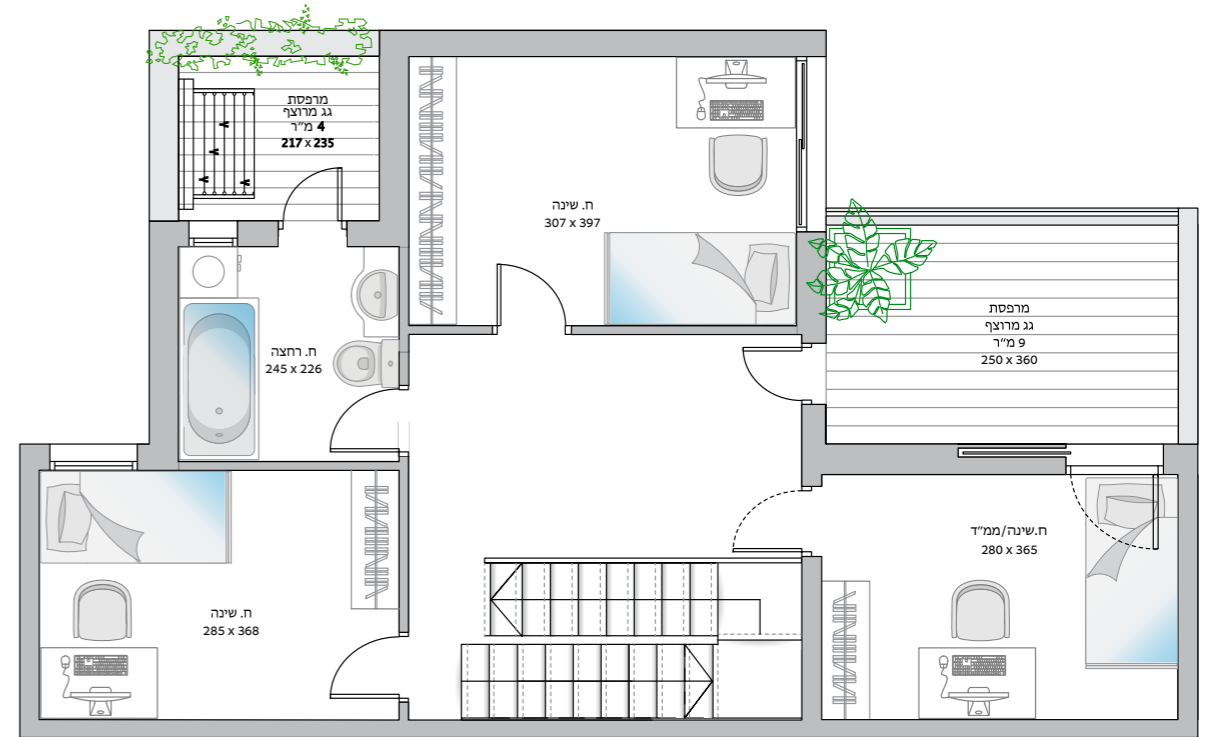 מרפסת
גג מרוצף
4 מ״ר
217 x 235
ח. שינה
307 x 397
מרפסת
גג מרוצף
9 מ״ר
250 x 360
ח. רחצה
245 x 226
ח.שינה/ממ״ד
280 x 365
ח. שינה
285 x 368